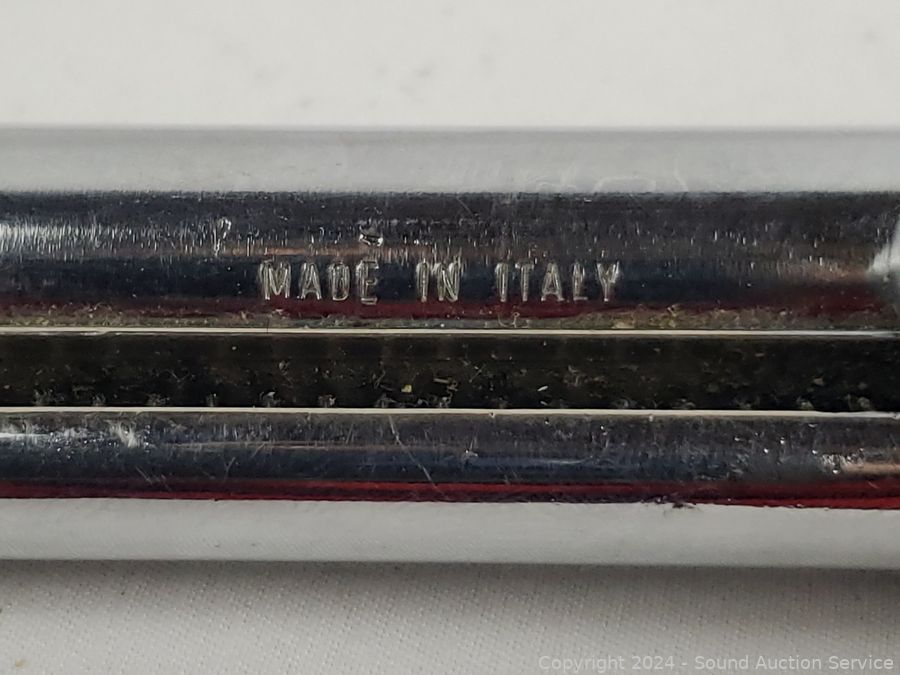 MADE IN ITALY
Copyright 2024 - Sound Auction Service